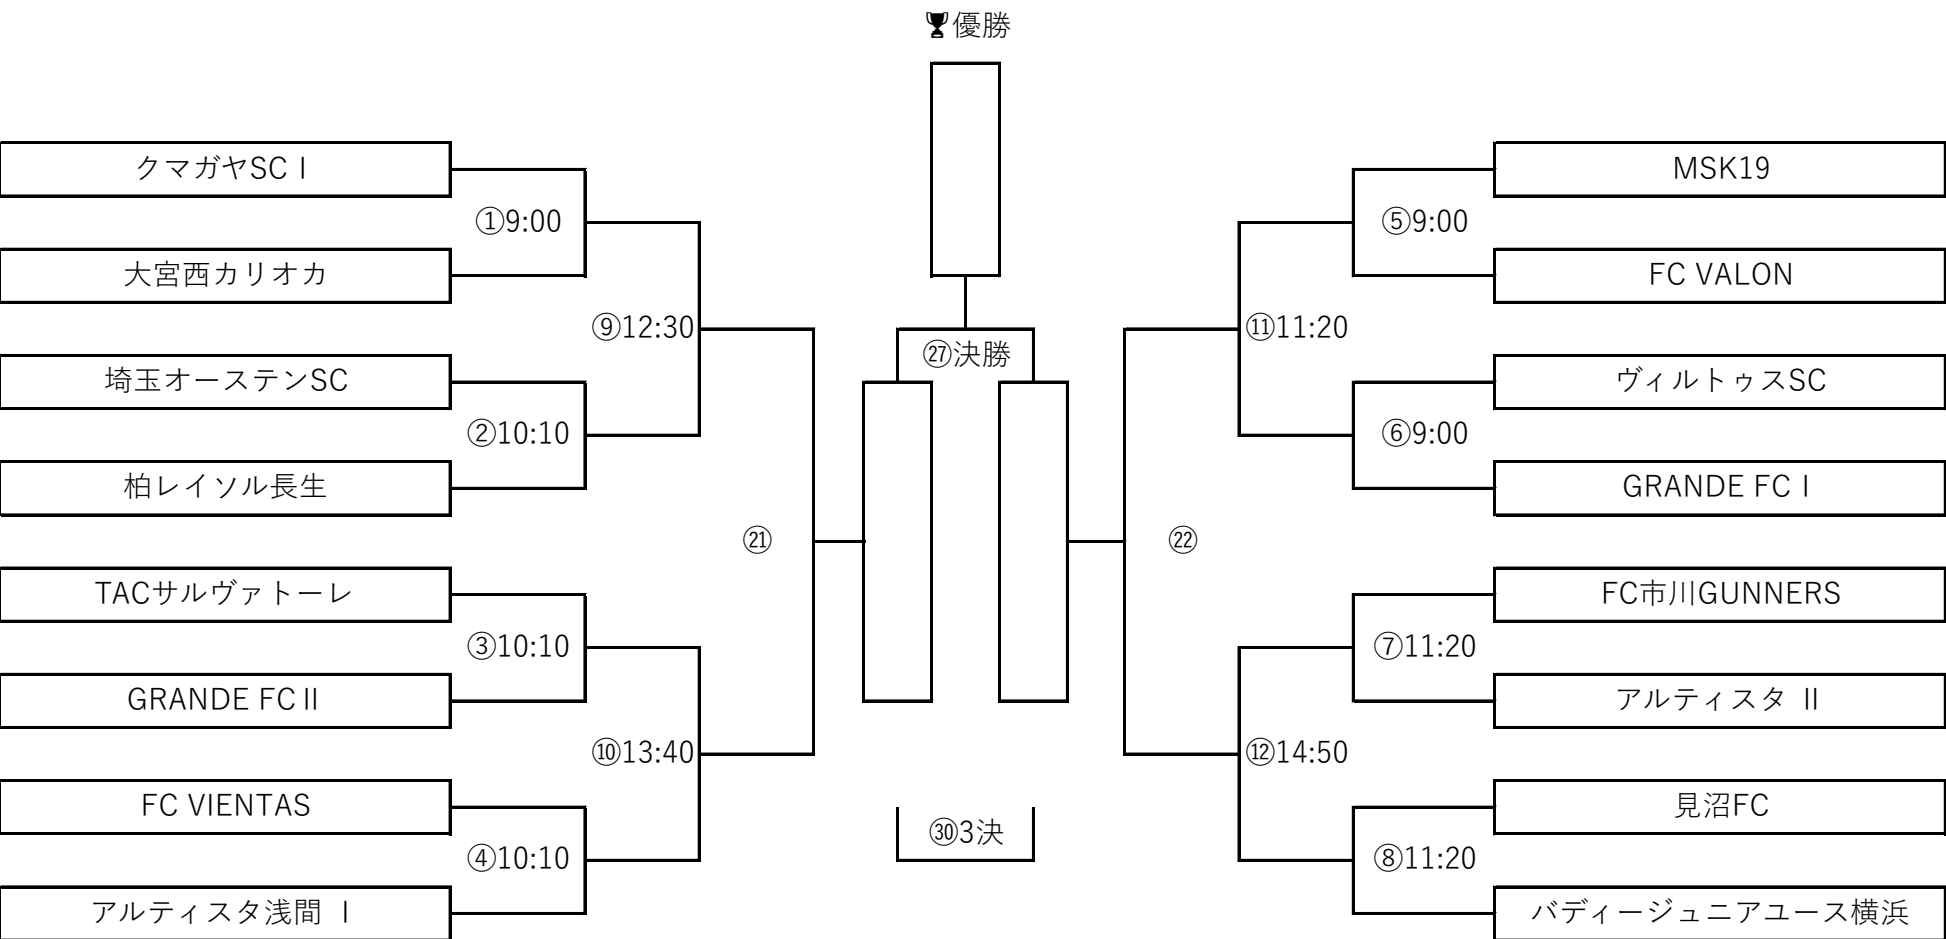 🏆優勝
クマガヤSC Ⅰ
MSK19
①9:00
⑤9:00
大宮西カリオカ
FC VALON
⑨12:30
⑪11:20
㉗決勝
埼玉オーステンSC
ヴィルトゥスSC
②10:10
⑥9:00
柏レイソル長生
GRANDE FC Ⅰ
㉑
㉒
TACサルヴァトーレ
FC市川GUNNERS
③10:10
⑦11:20
GRANDE FCⅡ
アルティスタ Ⅱ
⑩13:40
⑫14:50
FC VIENTAS
見沼FC
㉚3決
④10:10
⑧11:20
アルティスタ浅間 Ⅰ
バディージュニアユース横浜